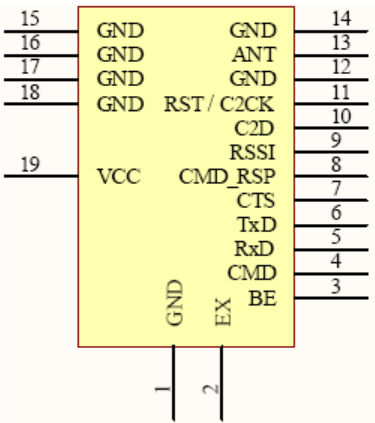 15 GND GND 14
16 GND ANT 13
17 GND GND 12
18 GND RST / C2CK 11
C2D 10
RSSI 9
19 VCC CMD_RSP 8
CTS 7
TxD 6
RxD 5
CMD 4
BE 3
GND EX
1 2